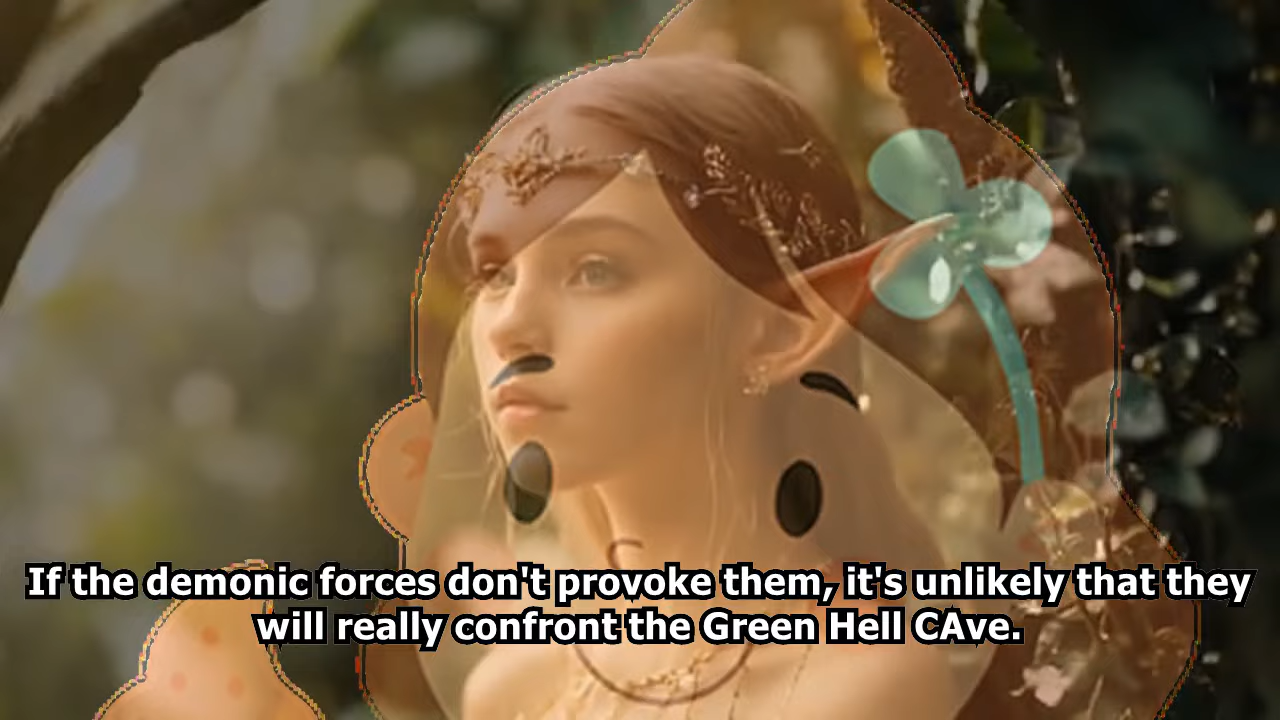 If the demonic forces don't provoke them, it's unlikely that they
will really confront the Green Hell CAve.